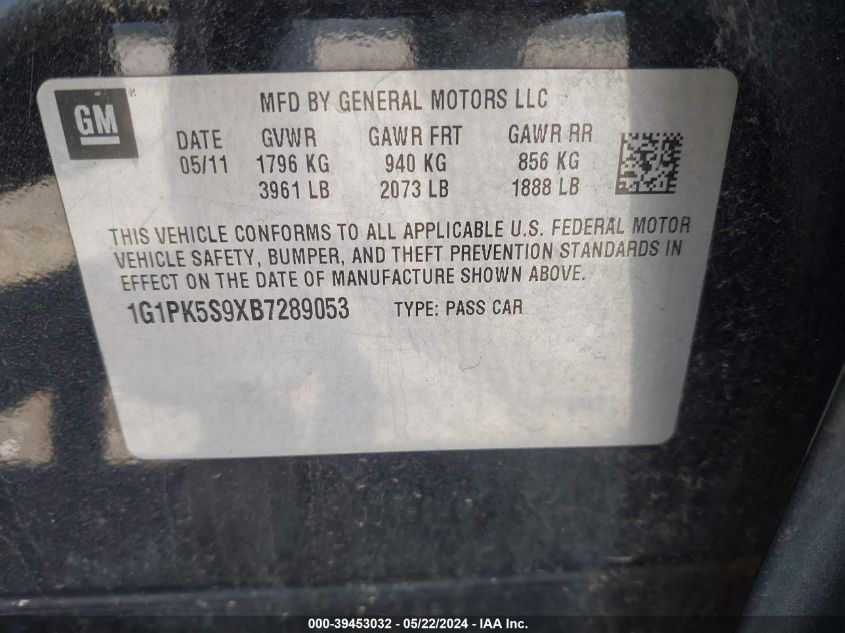 GM®
MFD BY GENERAL MOTORS LLC
DATE GVWR GAWR FRT GAWR RR
05/11 1796 KG 940 KG 856 KG
3961 LB 2073 LB 1888 LB
THIS VEHICLE CONFORMS TO ALL APPLICABLE U.S. FEDERAL MOTOR
VEHICLE SAFETY, BUMPER, AND THEFT PREVENTION STANDARDS IN
EFFECT ON THE DATE OF MANUFACTURE SHOWN ABOVE.
1G1PK5S9XB7289053 TYPE: PASS CAR
000-39453032 - 05/22/2024 - IAA Inc.